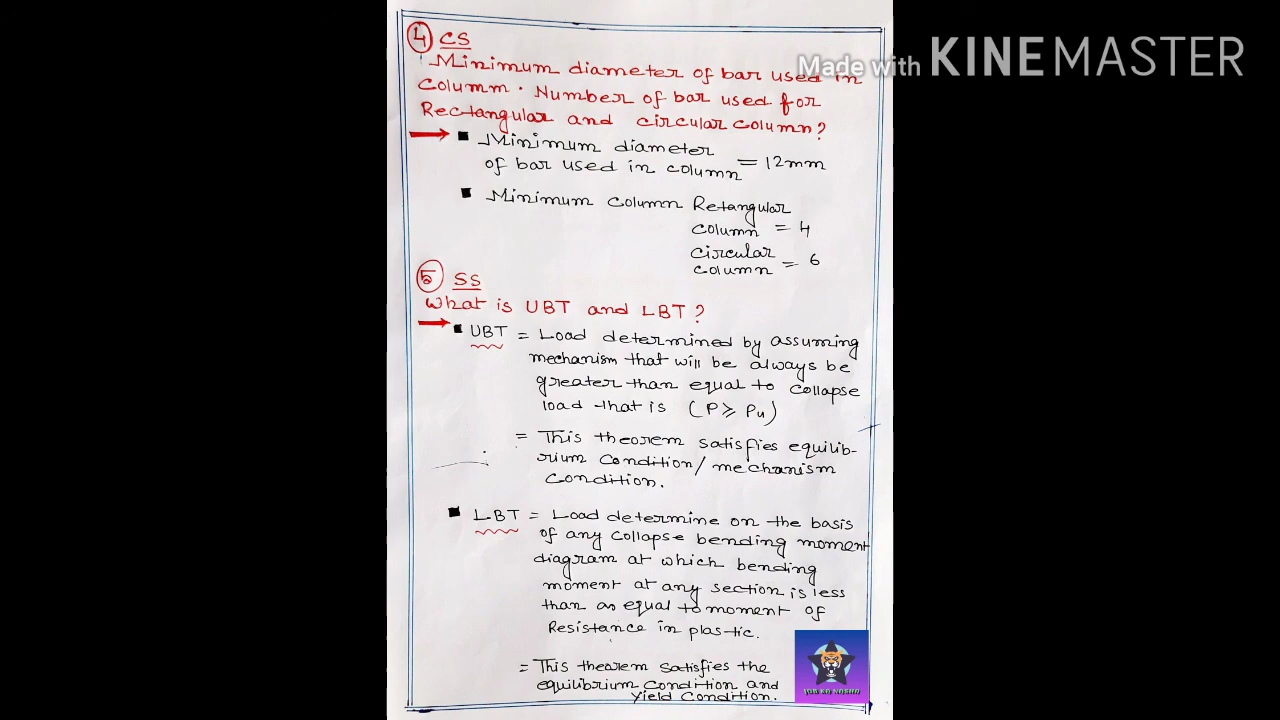 Made with KINEMASTER
4 CS
Minimum diameter of bar used in
column. Number of bar used for
Rectangular and circular column?
Minimum diameter
of bar used in column = 12mm
Minimum column Retangular
column = 4
circular
column = 6
5 SS
What is UBT and LBT?
UBT = Load determined by assuming
mechanism that will be always be
greater than equal to collapse
load that is (P ≥ Pu)
= This theorem satisfies equilib-
rium Condition/mechanism
Condition.
LBT = Load determine on the basis
of any collapse bending moment
diagram at which bending
moment at any section is less
than as equal to moment of
Resistance in plastic.
= This theorem satisfies the
equilibrium condition and
Yield Condition.
JOB KA NASHA